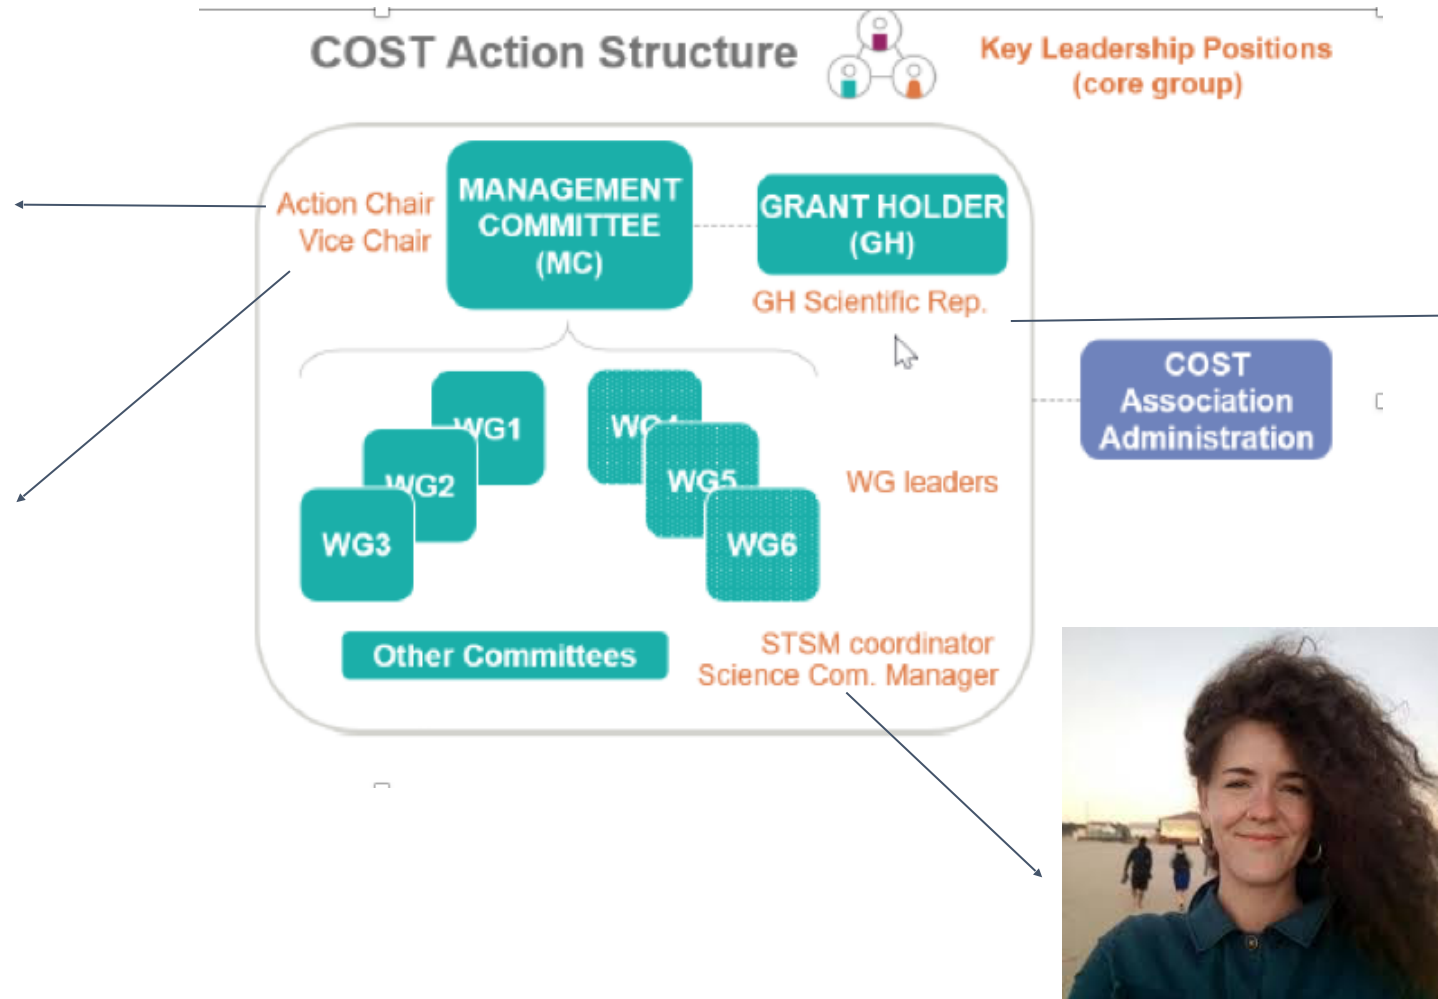 COST Action Structure
Key Leadership Positions
(core group)
Action Chair
Vice Chair
MANAGEMENT
COMMITTEE
(MC)
GRANT HOLDER
(GH)
GH Scientific Rep.
COST
Association
Administration
WG1
WG2
WG3
WG4
WG5
WG6
WG leaders
Other Committees
STSM coordinator
Science Com. Manager